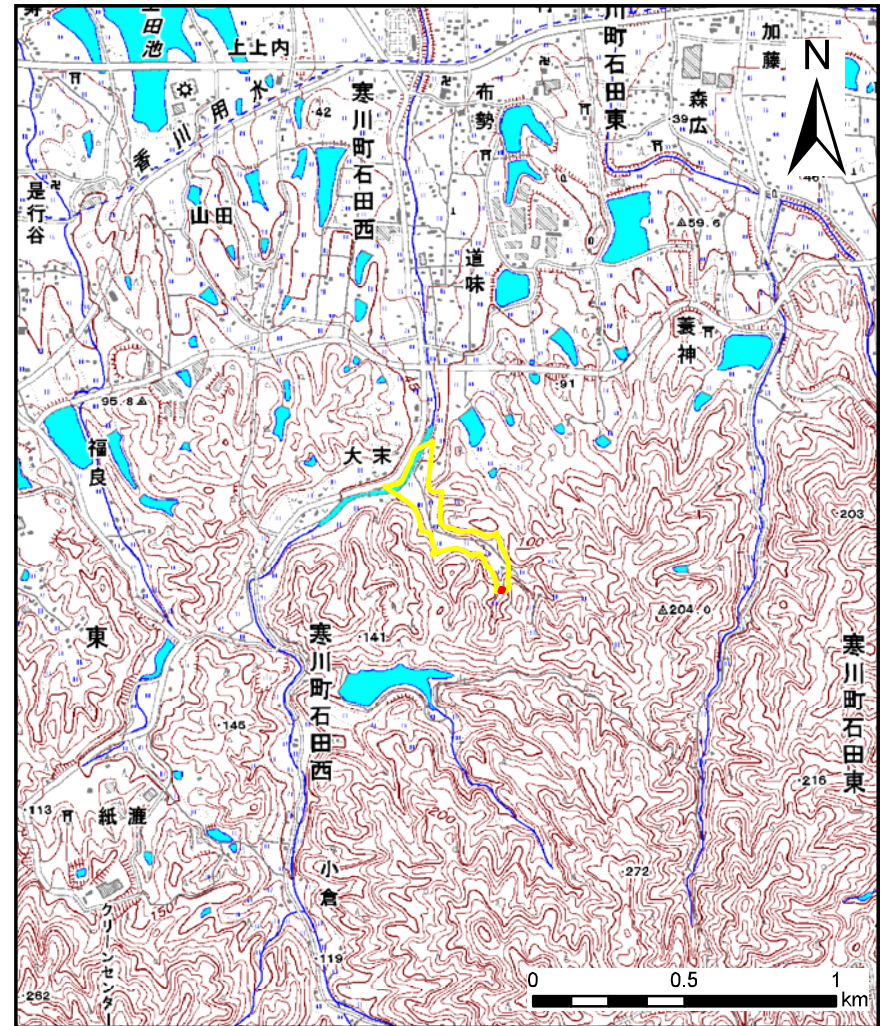 田池
上上内
香川用水
寒川町石田西
布勢
川町石田東
加藤
森広
N
是行谷
山田
道味
蓑神
福良
大末
東
寒川町石田西
寒川町石田東
紙漉
小倉
クリーンセンター
42
39
46
59.6
91
95.8
100
203
204.0
141
145
113
200
216
272
150
119
262
0
0.5
1
km